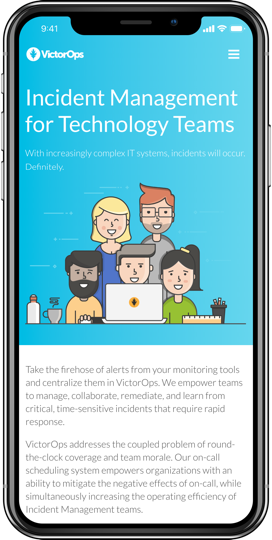 9:41
VictorOps
Incident Management
for Technology Teams
With increasingly complex IT systems, incidents will occur.
Definitely.
Take the firehose of alerts from your monitoring tools
and centralize them in VictorOps. We empower teams
to manage, collaborate, remediate, and learn from
critical, time-sensitive incidents that require rapid
response.
VictorOps addresses the coupled problem of round-
the-clock coverage and team morale. Our on-call
scheduling system empowers organizations with an
ability to mitigate the negative effects of on-call, while
simultaneously increasing the operating efficiency of
Incident Management teams.